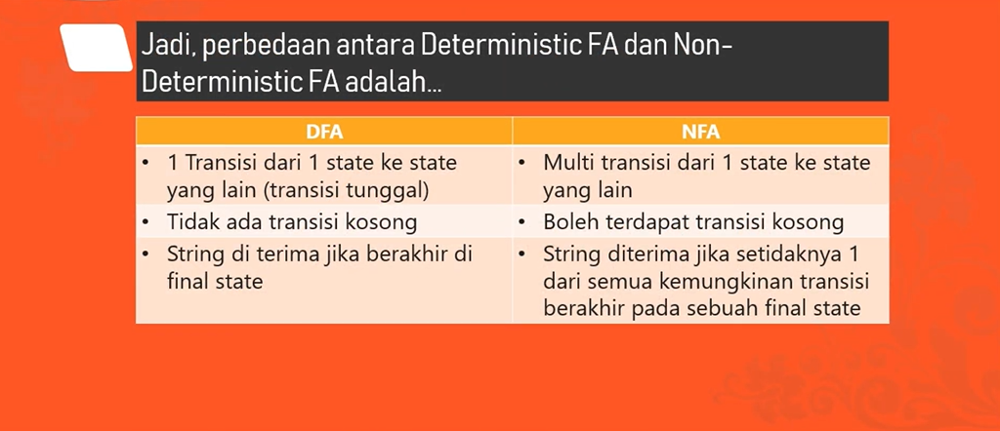 Jadi, perbedaan antara Deterministic FA dan Non-
Deterministic FA adalah...
DFA
NFA
• 1 Transisi dari 1 state ke state
yang lain (transisi tunggal)
• Multi transisi dari 1 state ke state
yang lain
• Tidak ada transisi kosong
• Boleh terdapat transisi kosong
• String di terima jika berakhir di
final state
• String diterima jika setidaknya 1
dari semua kemungkinan transisi
berakhir pada sebuah final state